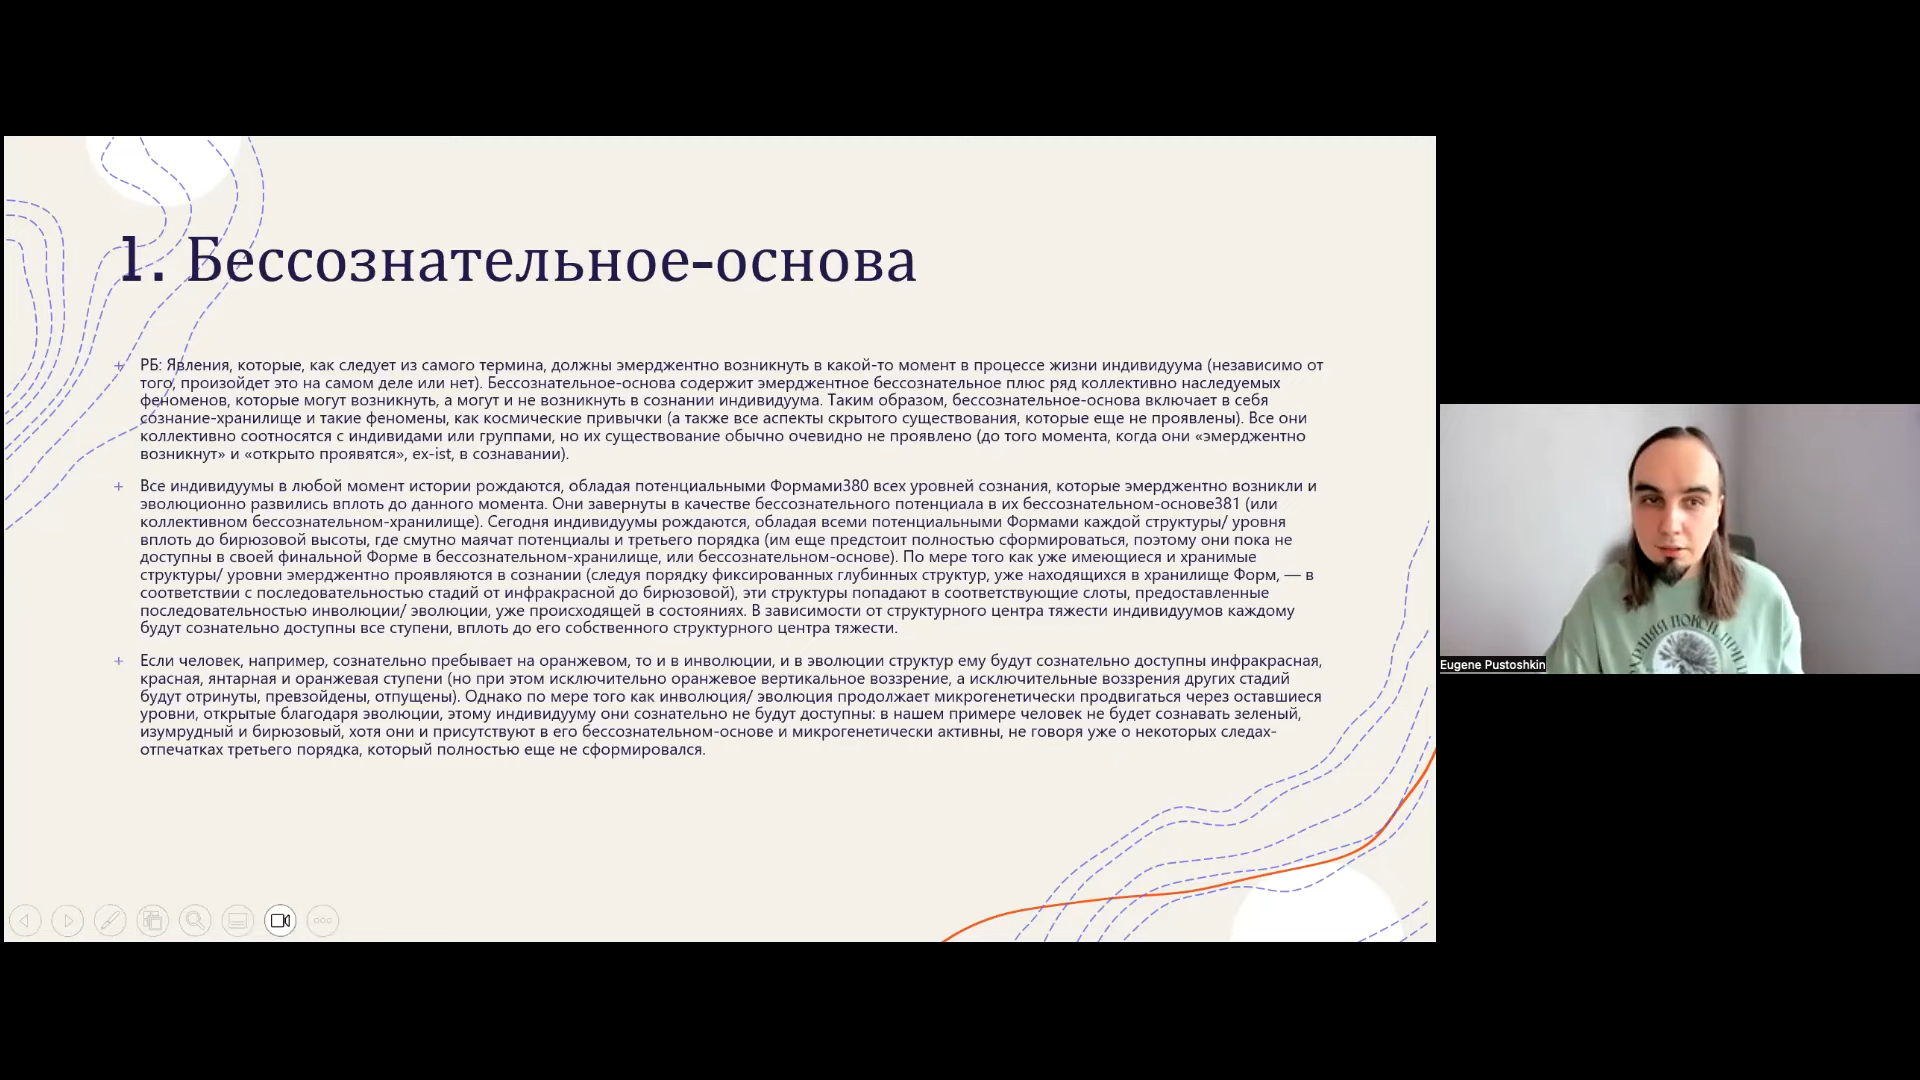 1. Бессознательное-основа
+ РБ: Явления, которые, как следует из самого термина, должны эмерджентно возникнуть в какой-то момент в процессе жизни индивидуума (независимо от
того, произойдет это на самом деле или нет). Бессознательное-основа содержит эмерджентное бессознательное плюс ряд коллективно наследуемых
феноменов, которые могут возникнуть, а могут и не возникнуть в сознании индивидуума. Таким образом, бессознательное-основа включает в себя
сознание-хранилище и такие феномены, как космические привычки (а также все аспекты скрытого существования, которые еще не проявлены). Все они
коллективно соотносятся с индивидами или группами, но их существование обычно очевидно не проявлено (до того момента, когда они «эмерджентно
возникнут» и «открыто проявятся», ex-ist, в сознавании).
+ Все индивидуумы в любой момент истории рождаются, обладая потенциальными Формами380 всех уровней сознания, которые эмерджентно возникли и
эволюционно развились вплоть до данного момента. Они завернуты в качестве бессознательного потенциала в их бессознательном-основе381 (или
коллективном бессознательном-хранилище). Сегодня индивидуумы рождаются, обладая всеми потенциальными Формами каждой структуры/ уровня
вплоть до бирюзовой высоты, где смутно маячат потенциалы и третьего порядка (им еще предстоит полностью сформироваться, поэтому они пока не
доступны в своей финальной Форме в бессознательном-хранилище, или бессознательном-основе). По мере того как уже имеющиеся и хранимые
структуры/ уровни эмерджентно проявляются в сознании (следуя порядку фиксированных глубинных структур, уже находящихся в хранилище Форм, — в
соответствии с последовательностью стадий от инфракрасной до бирюзовой), эти структуры попадают в соответствующие слоты, предоставленные
последовательностью инволюции/ эволюции, уже происходящей в состояниях. В зависимости от структурного центра тяжести индивидуумов каждому
будут сознательно доступны все ступени, вплоть до его собственного структурного центра тяжести.
+ Если человек, например, сознательно пребывает на оранжевом, то и в инволюции, и в эволюции структур ему будут сознательно доступны инфракрасная,
красная, янтарная и оранжевая ступени (но при этом исключительно оранжевое вертикальное воззрение, а исключительные воззрения других стадий
будут отринуты, превзойдены, отпущены). Однако по мере того как инволюция/ эволюция продолжает микрогенетически продвигаться через оставшиеся
уровни, открытые благодаря эволюции, этому индивидууму они сознательно не будут доступны: в нашем примере человек не будет сознавать зеленый,
изумрудный и бирюзовый, хотя они и присутствуют в его бессознательном-основе и микрогенетически активны, не говоря уже о некоторых следах-
отпечатках третьего порядка, который полностью еще не сформировался.
Eugene Pustoshkin